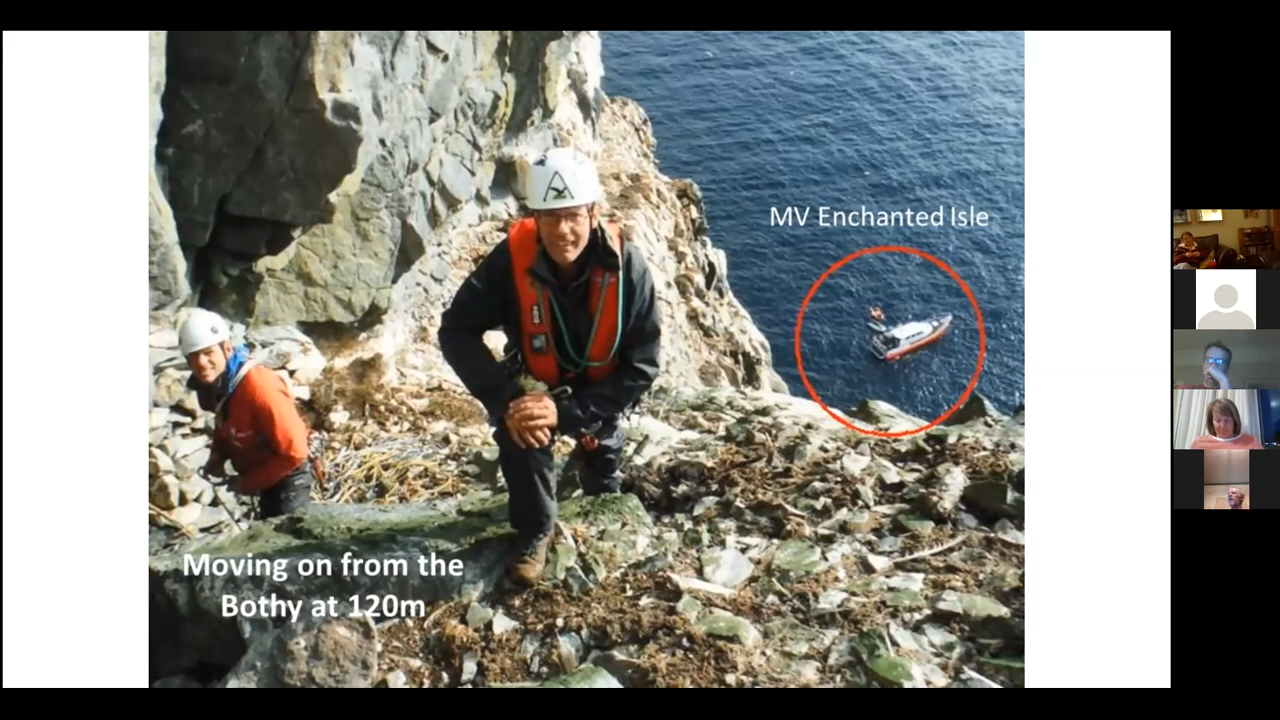 MV Enchanted Isle
Moving on from the
Bothy at 120m